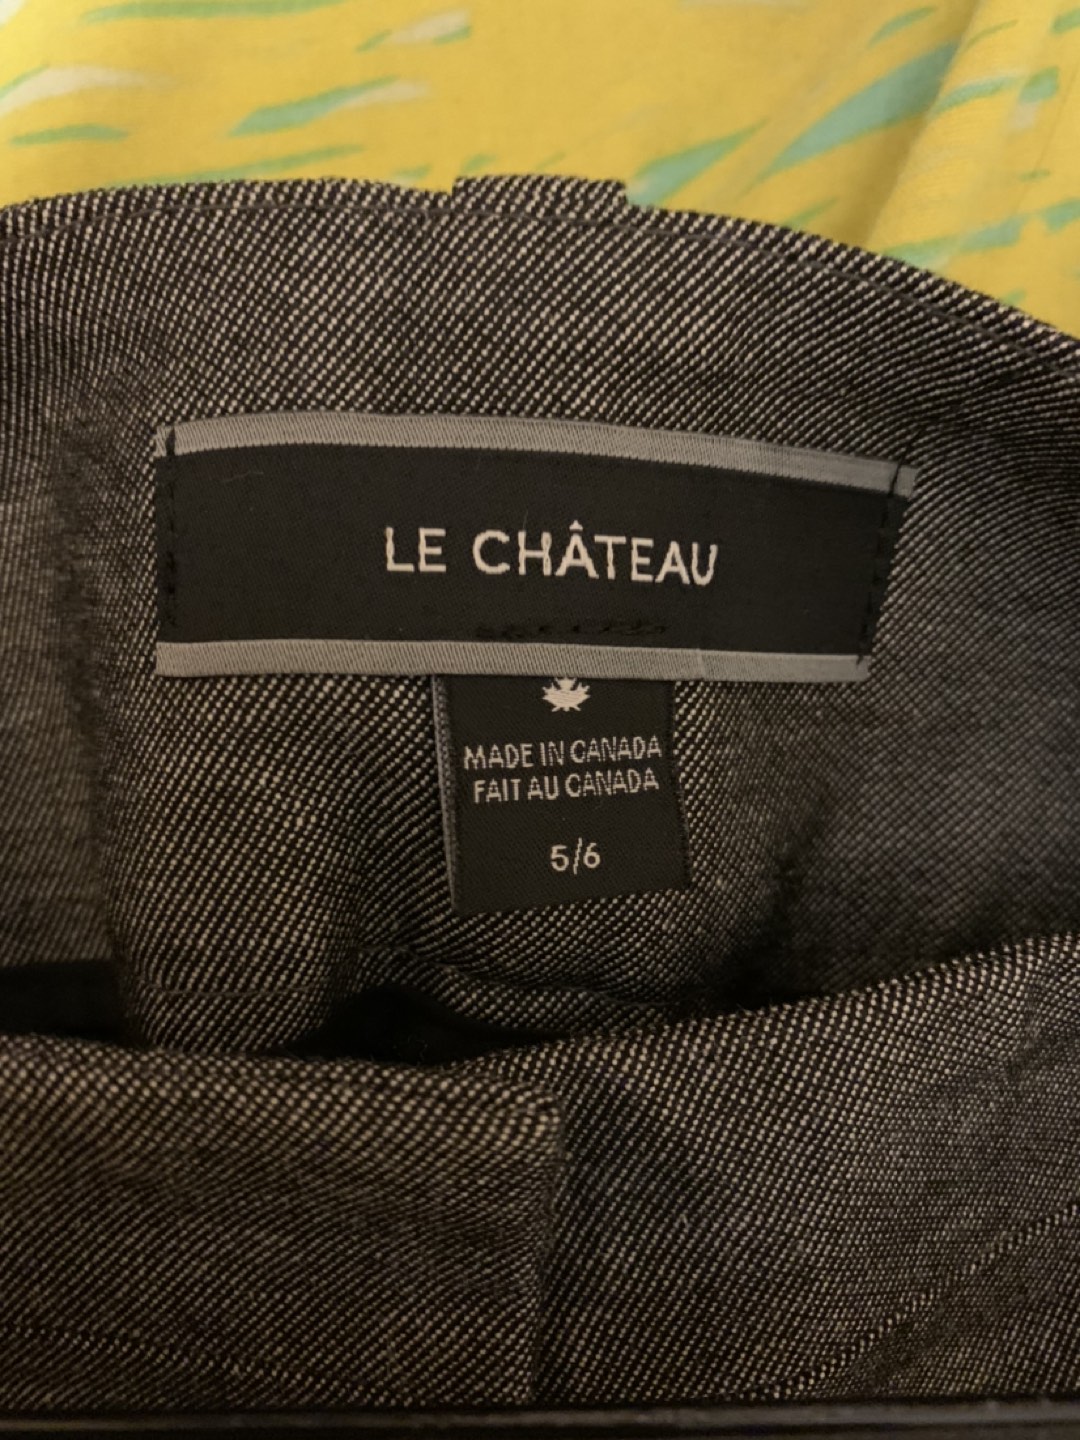 LE CHÂTEAU
MADE IN CANADA
FAIT AU CANADA
5/6